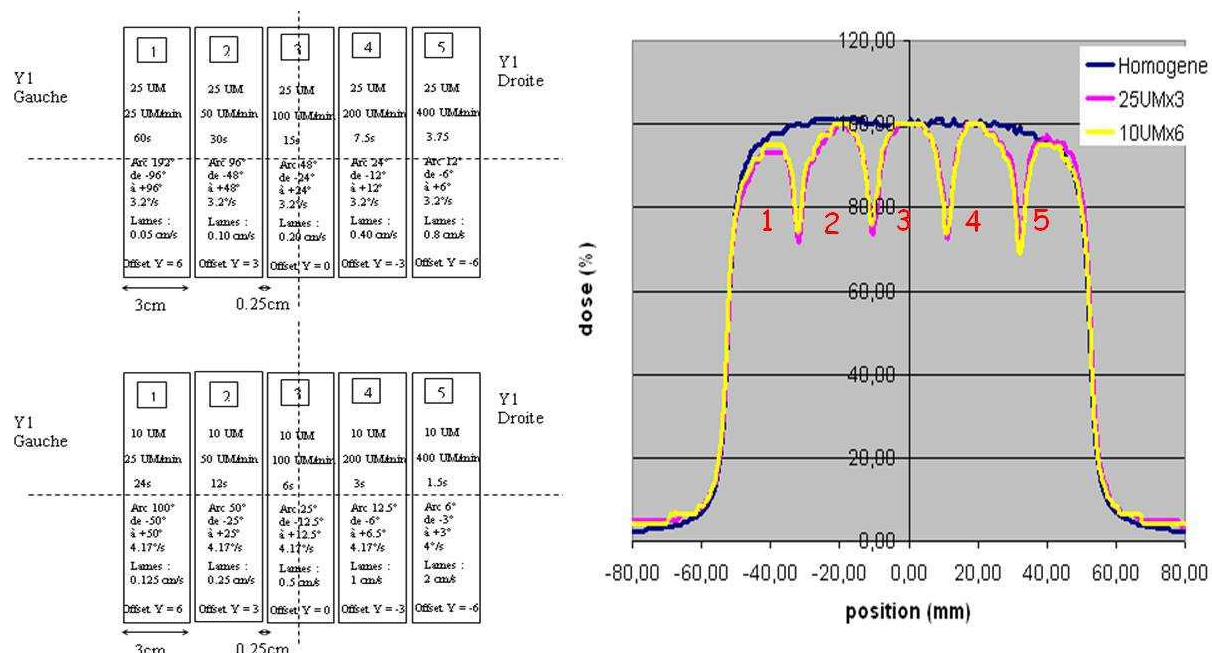 Y1
Gauche
1
25 UM
25 UM/min
60s
Arc 192°
de -96°
à +96°
3.2°/s
Lames :
0.05 cm/s
Offset Y = 6
2
25 UM
50 UM/min
30s
Arc 96°
de -48°
à +48°
3.2°/s
Lames :
0.10 cm/s
Offset Y = 3
3
25 UM
100 UM/min
15s
Arc 48°
de -24°
à +24°
3.2°/s
Lames :
0.20 cm/s
Offset Y = 0
4
25 UM
200 UM/min
7.5s
Arc 24°
de -12°
à +12°
3.2°/s
Lames :
0.40 cm/s
Offset Y = -3
5
25 UM
400 UM/min
3.75
Arc 12°
de -6°
à +6°
3.2°/s
Lames :
0.8 cm/s
Offset Y = -6
Y1
Droite
3cm
0.25cm
Y1
Gauche
1
10 UM
25 UM/min
24s
Arc 100°
de -50°
à +50°
4.17°/s
Lames :
0.125 cm/s
Offset Y = 6
2
10 UM
50 UM/min
12s
Arc 50°
de -25°
à +25°
4.17°/s
Lames :
0.25 cm/s
Offset Y = 3
3
10 UM
100 UM/min
6s
Arc 25°
de -12.5°
à +12.5°
4.17°/s
Lames :
0.5 cm/s
Offset Y = 0
4
10 UM
200 UM/min
3s
Arc 12.5°
de -6°
à +6.5°
4.17°/s
Lames :
1 cm/s
Offset Y = -3
5
10 UM
400 UM/min
1.5s
Arc 6°
de -3°
à +3°
4°/s
Lames :
2 cm/s
Offset Y = -6
Y1
Droite
3cm
0.25cm
120,00
100,00
80,00
60,00
40,00
20,00
0,00
dose (%)
Homogene
25UMx3
10UMx6
1 2 3 4 5
-80,00 -60,00 -40,00 -20,00 0,00 20,00 40,00 60,00 80,00
position (mm)